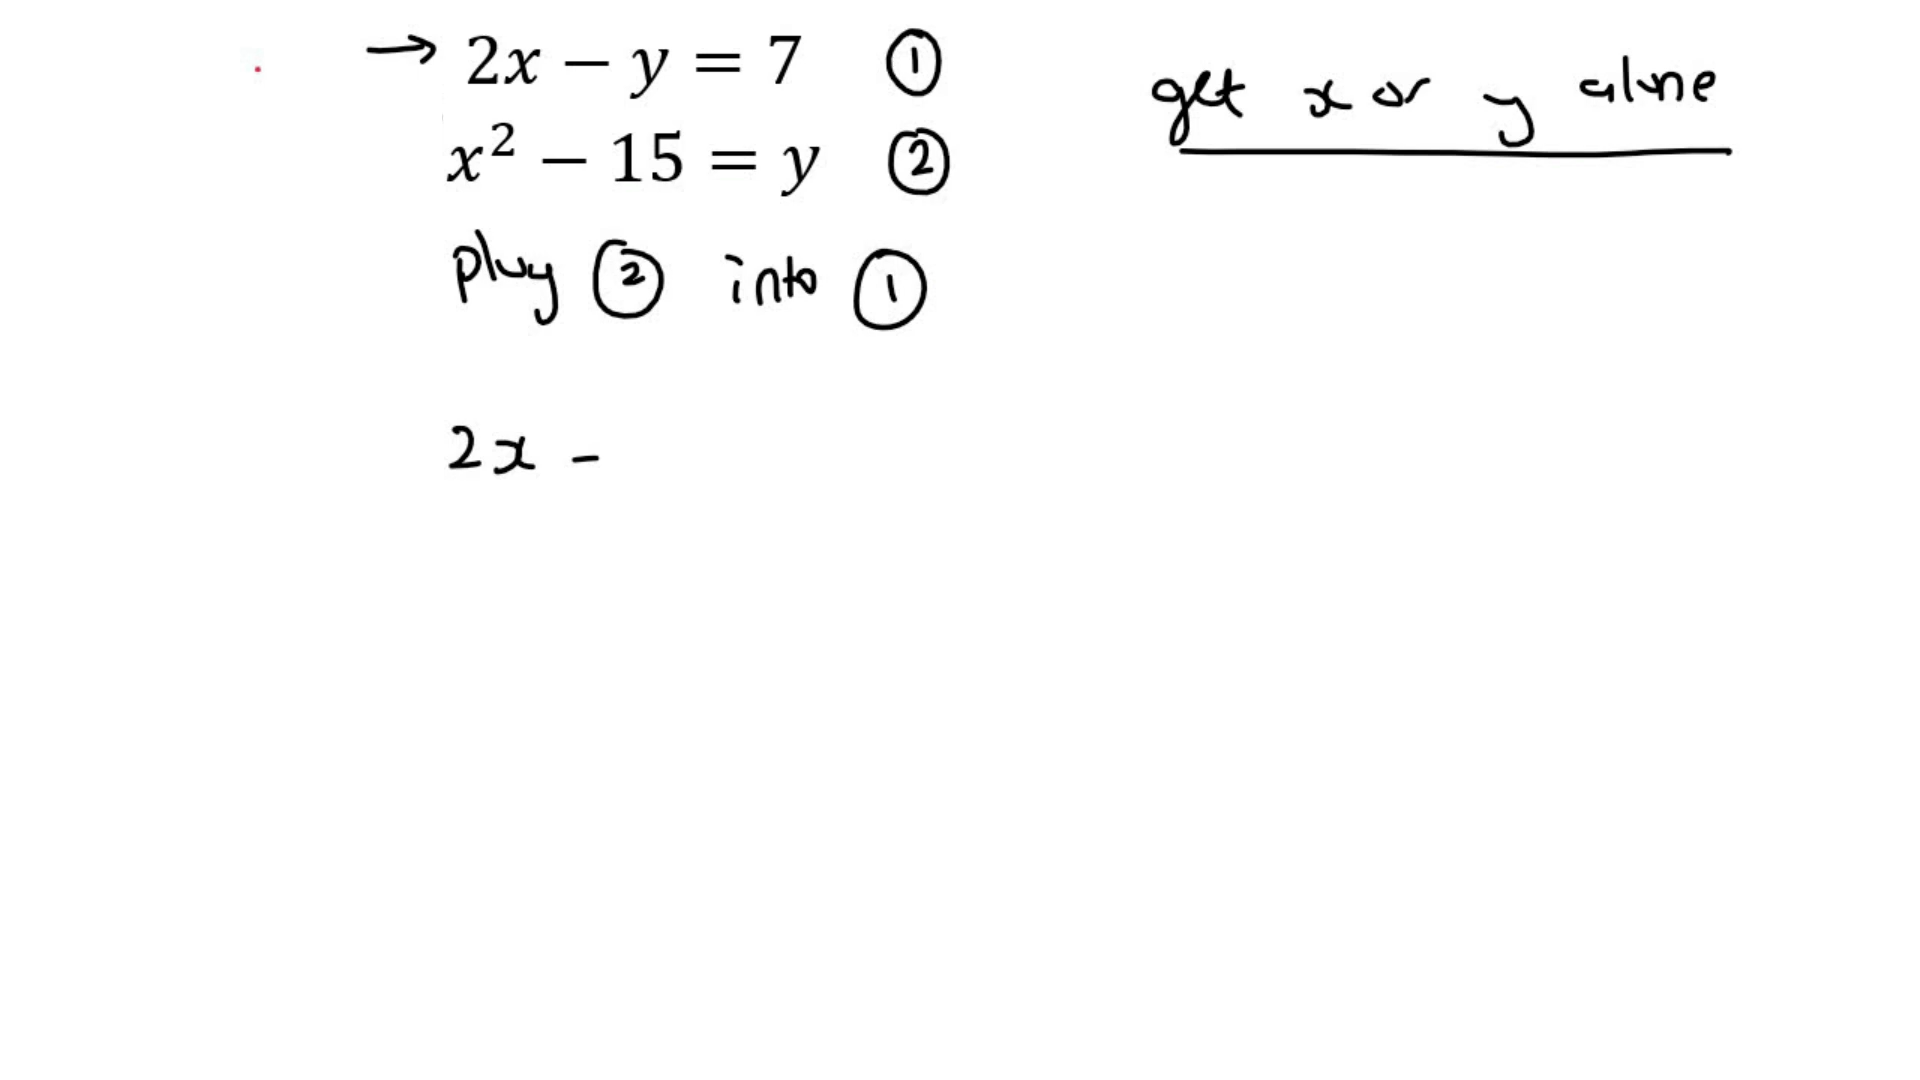 → 2x − y = 7 ①
x² − 15 = y ②
get x or y alone
plug ② into ①
2x −